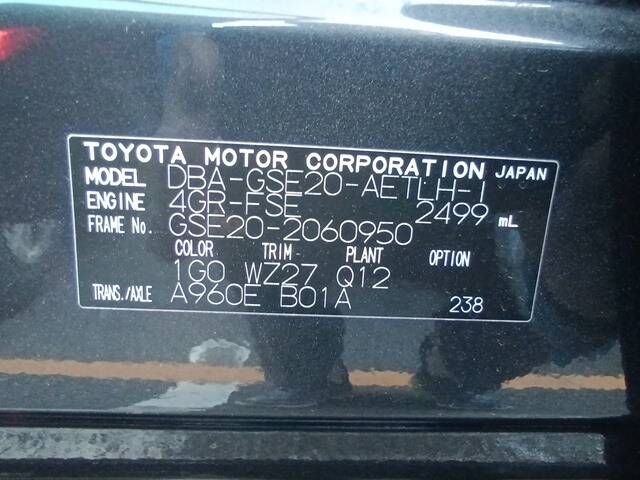 TOYOTA MOTOR CORPORATION JAPAN
MODEL DBA-GSE20-AETLH-I
ENGINE 4GR-FSE 2499 mL
FRAME No. GSE20-2060950
COLOR TRIM PLANT OPTION
1G0 WZ27 Q12
TRANS./AXLE A960E B01A 238